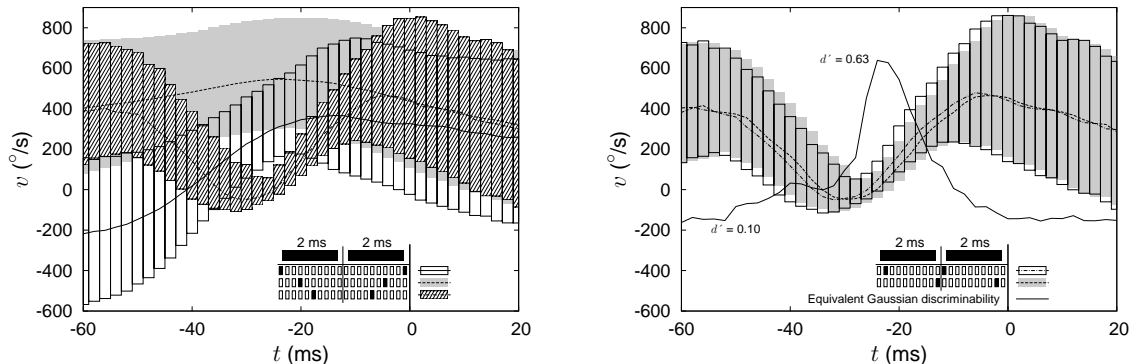 800
600
400
200
0
-200
-400
-600
v (°/s)
2 ms 2 ms
-60 -40 -20 0 20
t (ms)
800
600
400
200
0
-200
-400
-600
v (°/s)
d´ = 0.63
d´ = 0.10
2 ms 2 ms
Equivalent Gaussian discriminability
-60 -40 -20 0 20
t (ms)